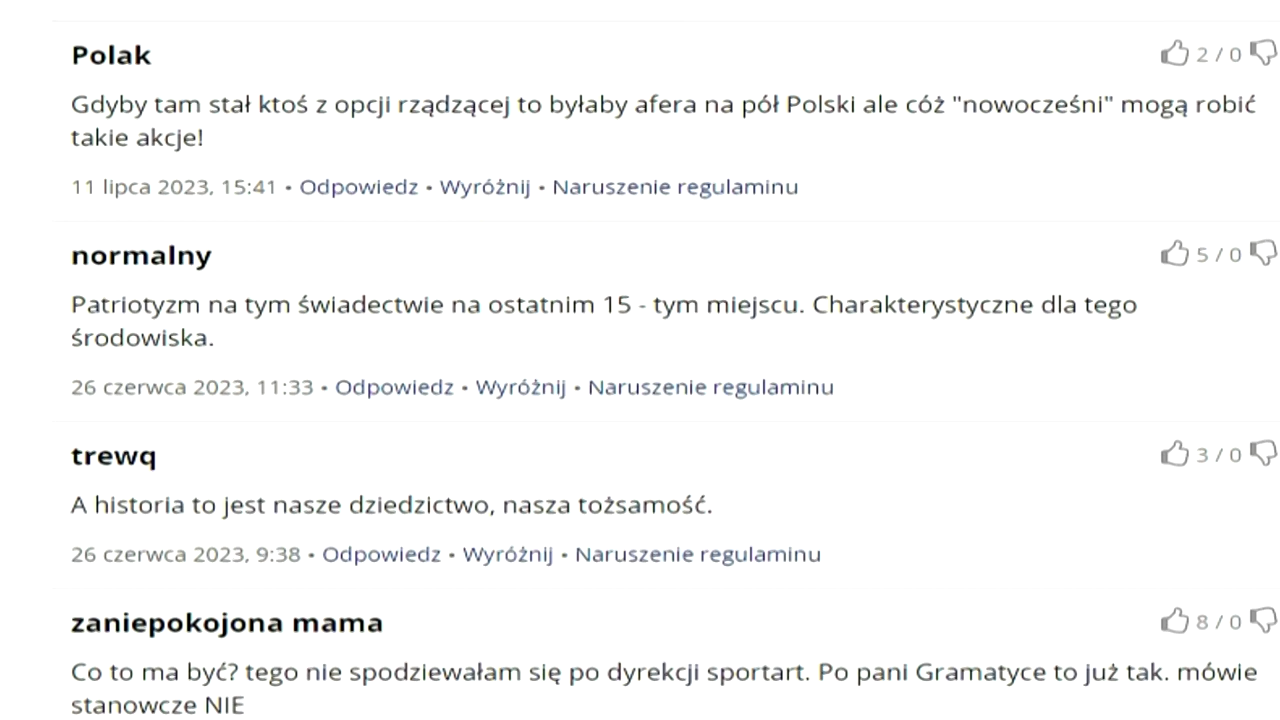 Polak
2 / 0
Gdyby tam stał ktoś z opcji rządzącej to byłaby afera na pół Polski ale cóż "nowocześni" mogą robić
takie akcje!
11 lipca 2023, 15:41 • Odpowiedz • Wyróżnij • Naruszenie regulaminu
normalny
5 / 0
Patriotyzm na tym świadectwie na ostatnim 15 - tym miejscu. Charakterystyczne dla tego
środowiska.
26 czerwca 2023, 11:33 • Odpowiedz • Wyróżnij • Naruszenie regulaminu
trewq
3 / 0
A historia to jest nasze dziedzictwo, nasza tożsamość.
26 czerwca 2023, 9:38 • Odpowiedz • Wyróżnij • Naruszenie regulaminu
zaniepokojona mama
8 / 0
Co to ma być? tego nie spodziewałam się po dyrekcji sportart. Po pani Gramatyce to już tak. mówie
stanowcze NIE